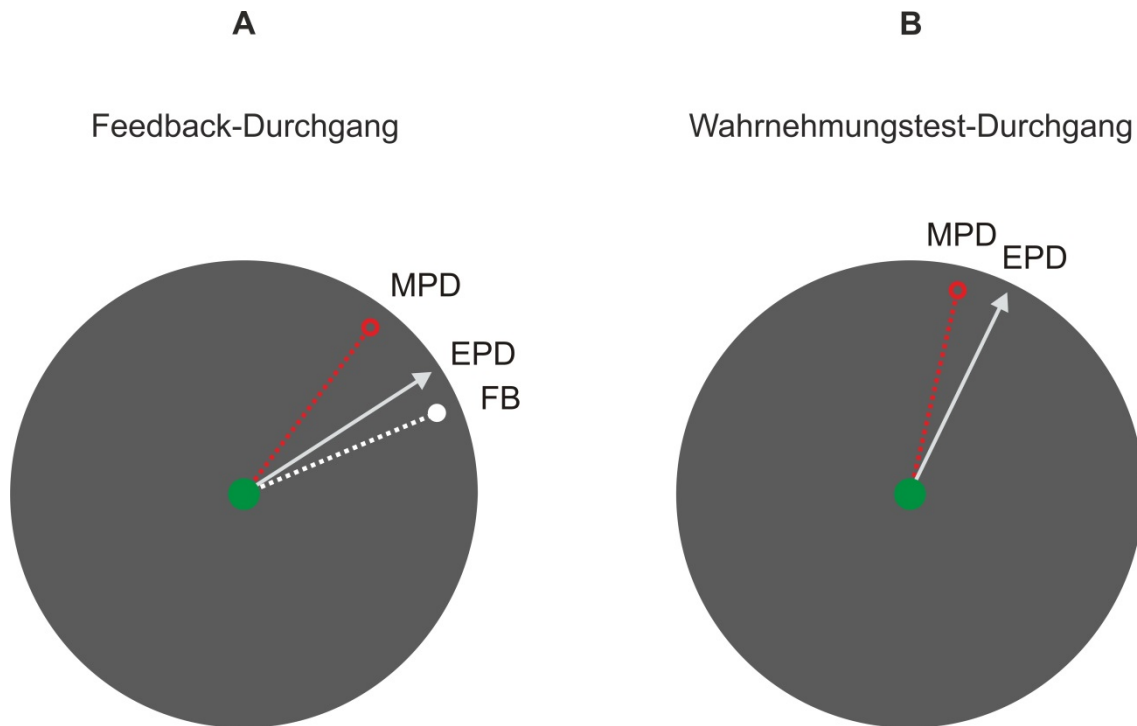 A
Feedback-Durchgang
MPD
EPD
FB
B
Wahrnehmungstest-Durchgang
MPD
EPD